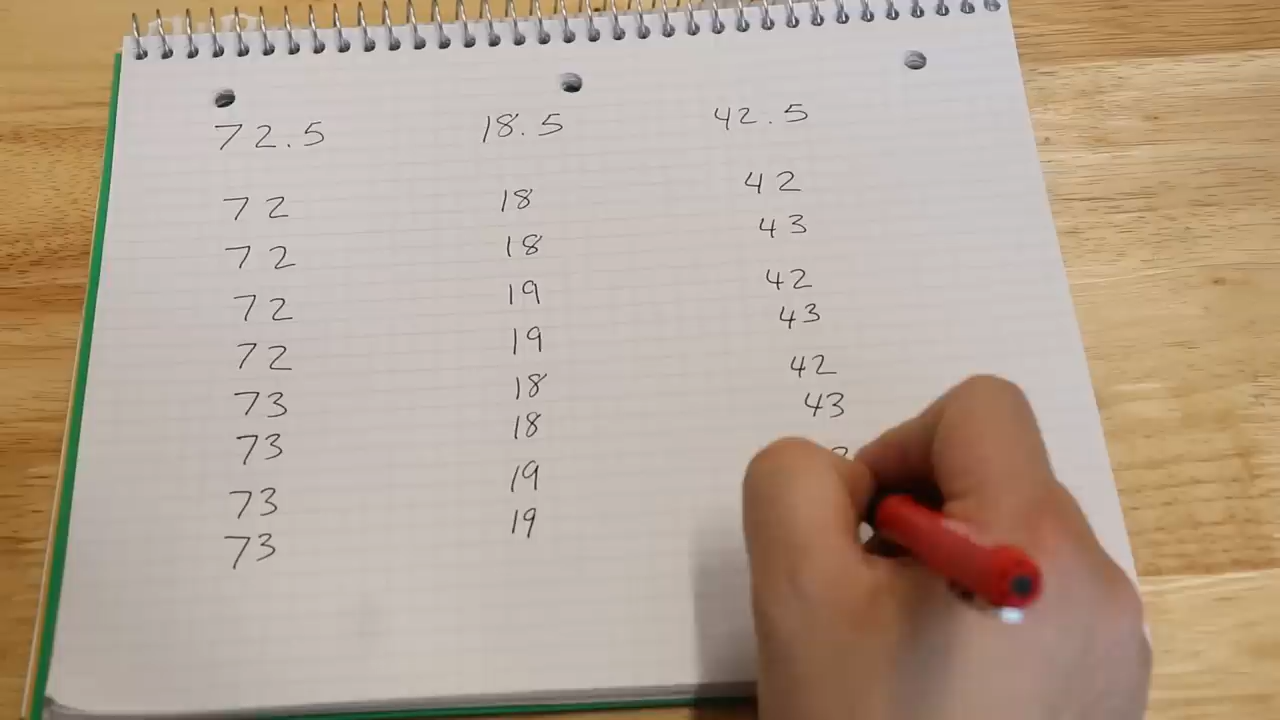 72.5 18.5 42.5
72 18 42
72 18 43
72 19 42
72 19 43
73 18 42
73 18 43
73 19
73 19